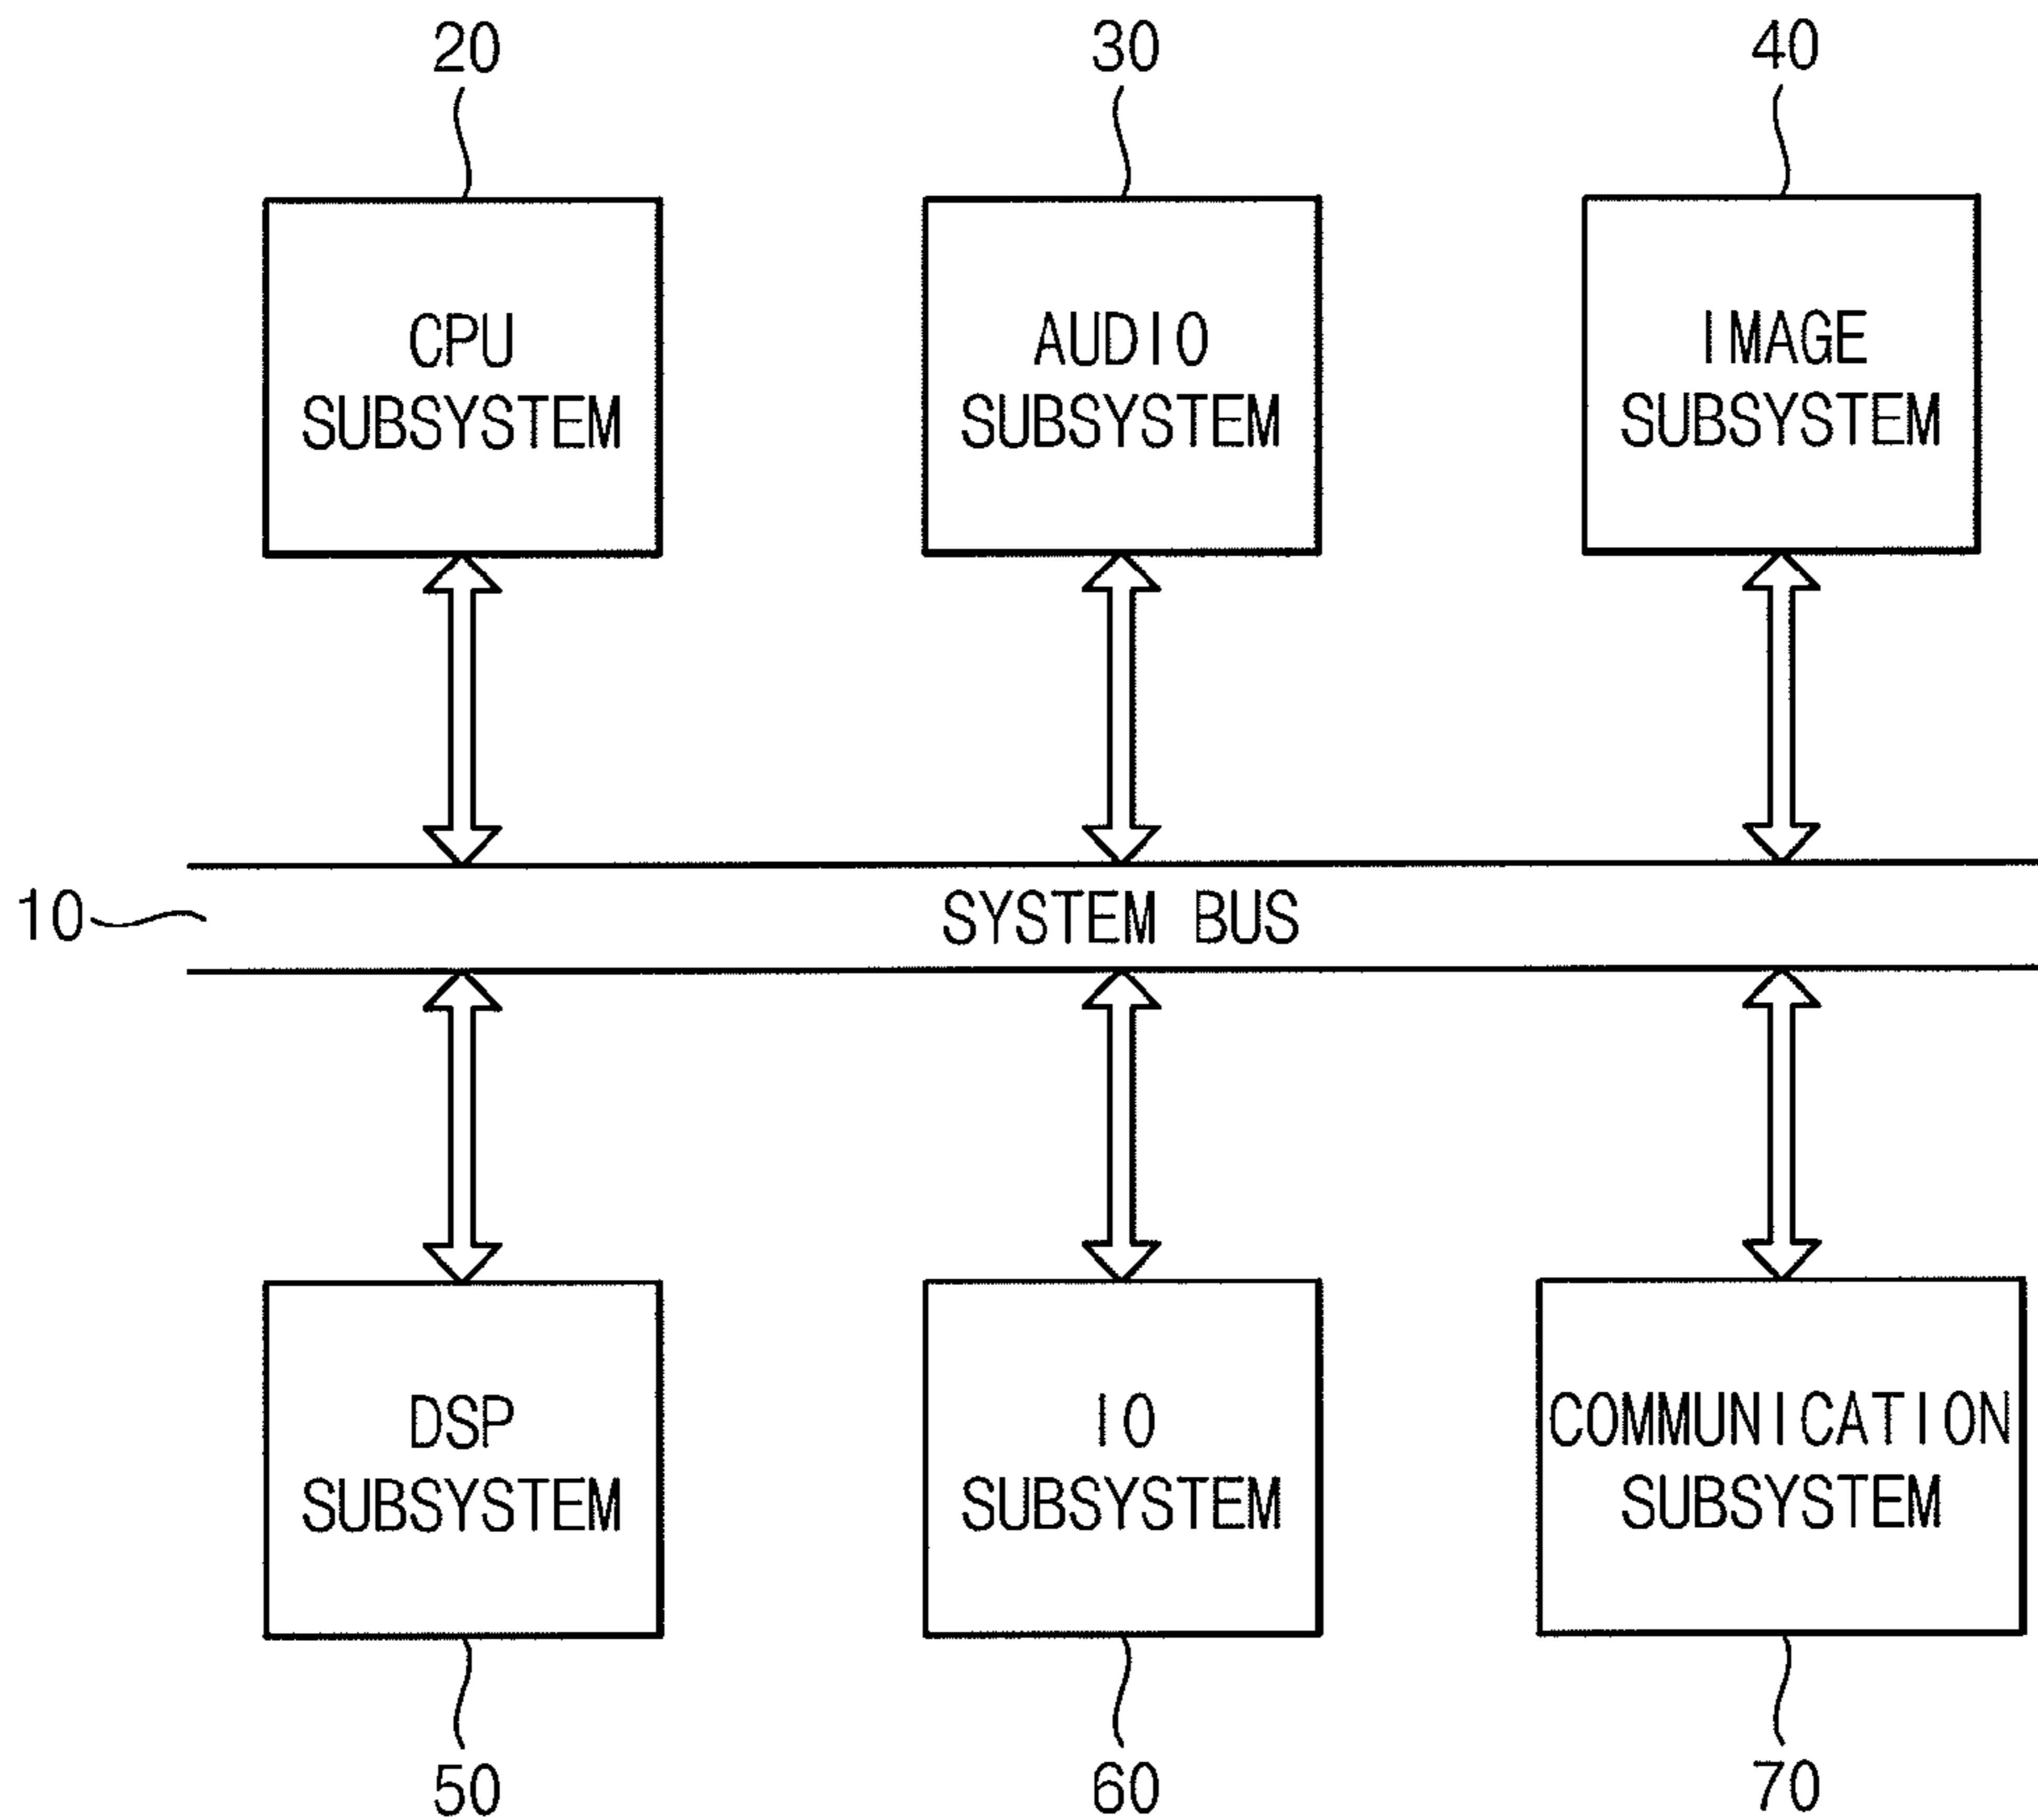 20
30
40
CPU
SUBSYSTEM
AUDIO
SUBSYSTEM
IMAGE
SUBSYSTEM
10
SYSTEM BUS
DSP
SUBSYSTEM
IO
SUBSYSTEM
COMMUNICATION
SUBSYSTEM
50
60
70